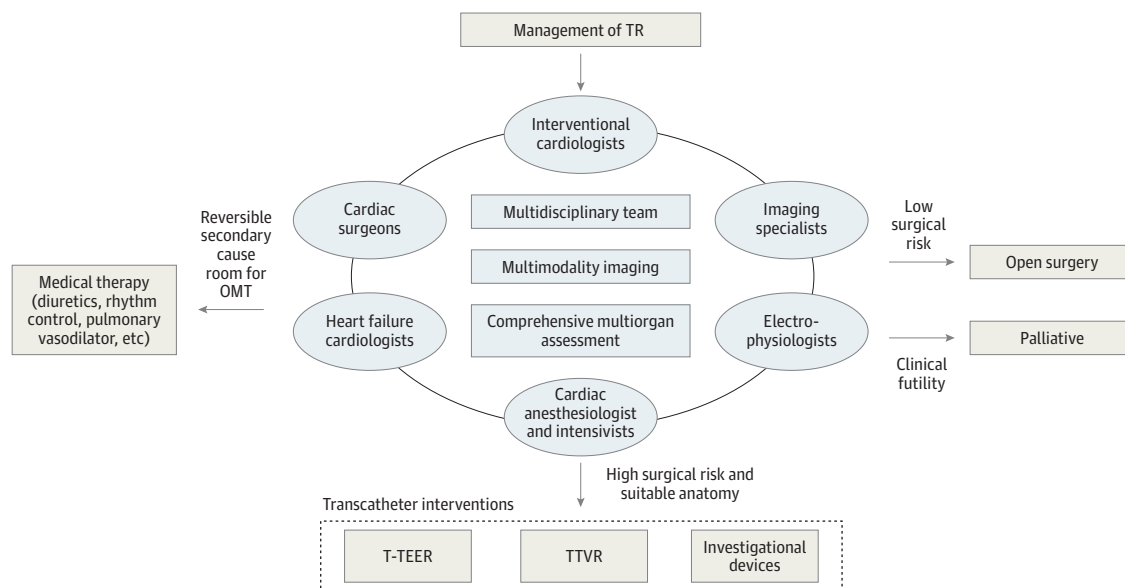 Management of TR
Interventional
cardiologists
Cardiac
surgeons
Multidisciplinary team
Imaging
specialists
Reversible
secondary
cause
room for
OMT
Low
surgical
risk
Multimodality imaging
Open surgery
Medical therapy
(diuretics, rhythm
control, pulmonary
vasodilator, etc)
Heart failure
cardiologists
Comprehensive multiorgan
assessment
Electro-
physiologists
Palliative
Clinical
futility
Cardiac
anesthesiologist
and intensivists
High surgical risk and
suitable anatomy
Transcatheter interventions
T-TEER
TTVR
Investigational
devices